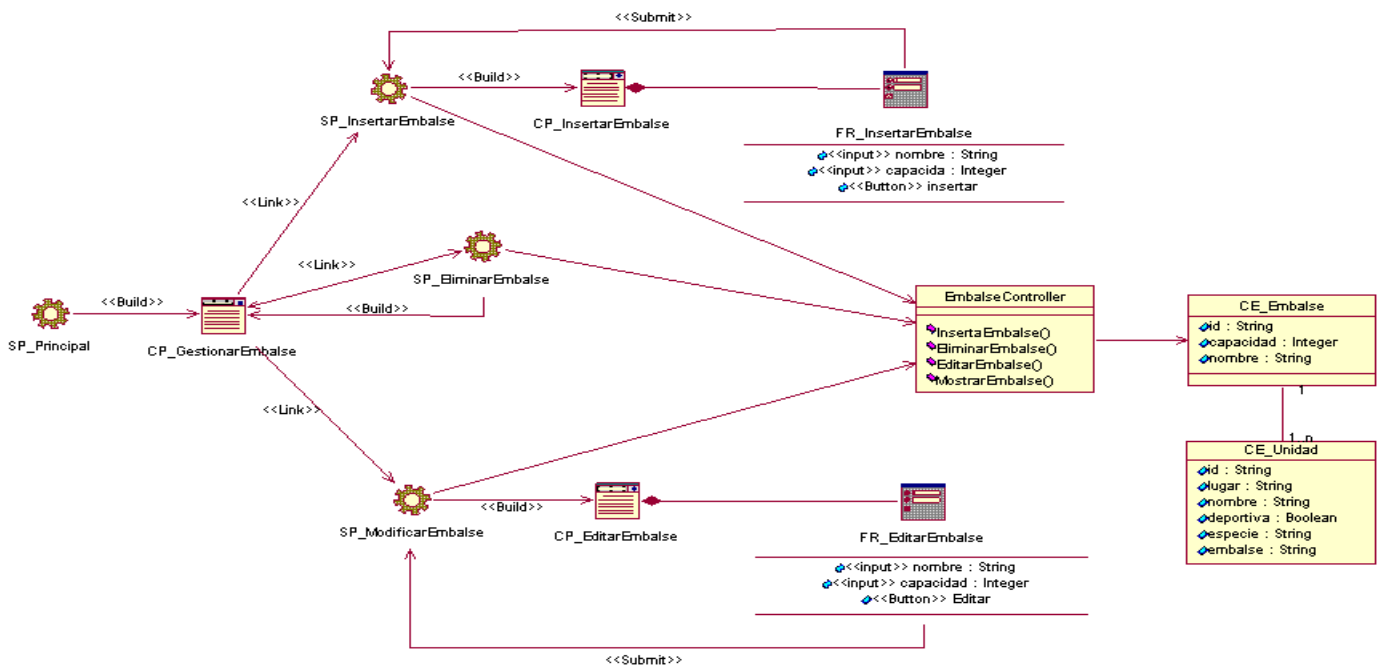 <<Submit>>
<<Build>>
SP_InsertarEmbalse
CP_InsertarEmbalse
FR_InsertarEmbalse
<<input>> nombre : String
<<input>> capacida : Integer
<<Button>> insertar
<<Link>>
<<Link>>
SP_EliminarEmbalse
<<Build>>
<<Build>>
SP_Principal
CP_GestionarEmbalse
EmbalseController
InsertaEmbalse()
EliminarEmbalse()
EditarEmbalse()
MostrarEmbalse()
CE_Embalse
id : String
capacidad : Integer
nombre : String
1
1..n
CE_Unidad
id : String
lugar : String
nombre : String
deportiva : Boolean
especie : String
embalse : String
<<Link>>
<<Build>>
SP_ModificarEmbalse
CP_EditarEmbalse
FR_EditarEmbalse
<<input>> nombre : String
<<input>> capacidad : Integer
<<Button>> Editar
<<Submit>>